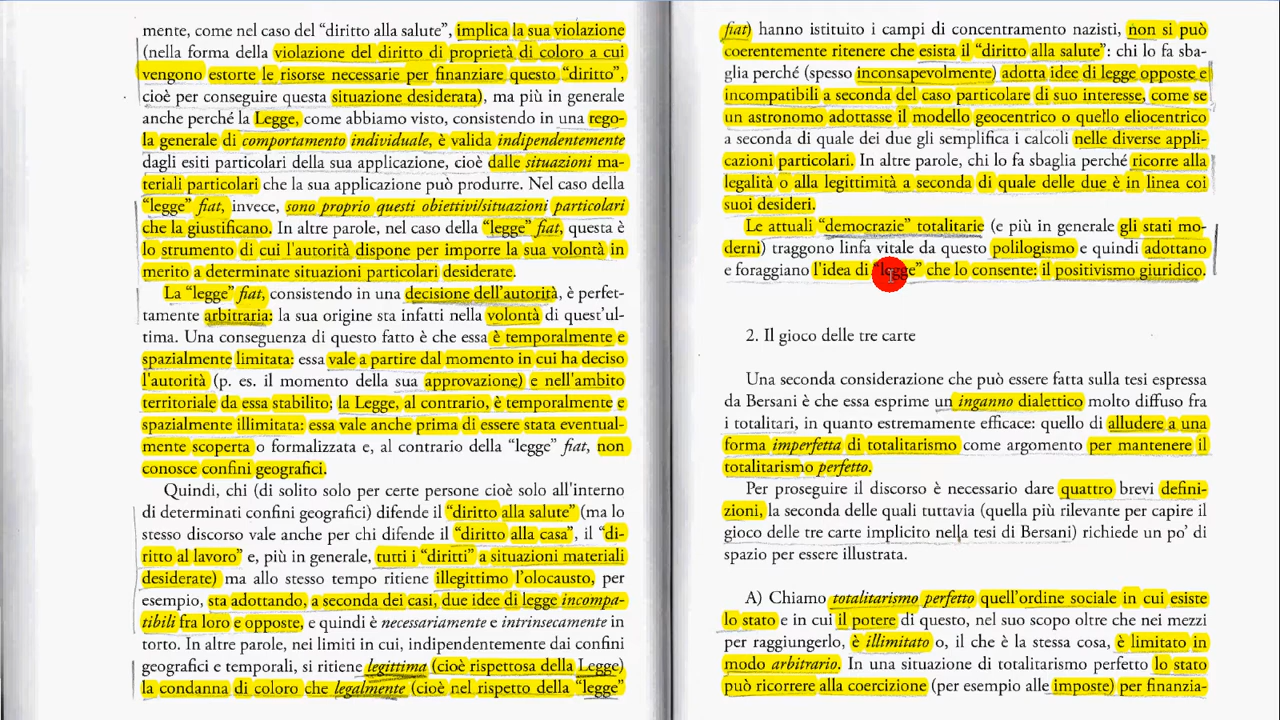 mente, come nel caso del “diritto alla salute”, implica la sua violazione
(nella forma della violazione del diritto di proprietà di coloro a cui
vengono estorte le risorse necessarie per finanziare questo “diritto”,
cioè per conseguire questa situazione desiderata), ma più in generale
anche perché la Legge, come abbiamo visto, consistendo in una rego-
la generale di comportamento individuale, è valida indipendentemente
dagli esiti particolari della sua applicazione, cioè dalle situazioni ma-
teriali particolari che la sua applicazione può produrre. Nel caso della
“legge” fiat, invece, sono proprio questi obiettivi/situazioni particolari
che la giustificano. In altre parole, nel caso della “legge” fiat, questa è
lo strumento di cui l'autorità dispone per imporre la sua volontà in
merito a determinate situazioni particolari desiderate.
La “legge” fiat, consistendo in una decisione dell'autorità, è perfet-
tamente arbitraria: la sua origine sta infatti nella volontà di quest'ul-
tima. Una conseguenza di questo fatto è che essa è temporalmente e
spazialmente limitata: essa vale a partire dal momento in cui ha deciso
l'autorità (p. es. il momento della sua approvazione) e nell'ambito
territoriale da essa stabilito; la Legge, al contrario, è temporalmente e
spazialmente illimitata: essa vale anche prima di essere stata eventual-
mente scoperta o formalizzata e, al contrario della “legge” fiat, non
conosce confini geografici.
Quindi, chi (di solito solo per certe persone cioè solo all'interno
di determinati confini geografici) difende il “diritto alla salute” (ma lo
stesso discorso vale anche per chi difende il “diritto alla casa”, il “di-
ritto al lavoro” e, più in generale, tutti i “diritti” a situazioni materiali
desiderate) ma allo stesso tempo ritiene illegittimo l'olocausto, per
esempio, sta adottando, a seconda dei casi, due idee di legge incompa-
tibili fra loro e opposte, e quindi è necessariamente e intrinsecamente in
torto. In altre parole, nei limiti in cui, indipendentemente dai confini
geografici e temporali, si ritiene legittima (cioè rispettosa della Legge)
la condanna di coloro che legalmente (cioè nel rispetto della “legge”
fiat) hanno istituito i campi di concentramento nazisti, non si può
coerentemente ritenere che esista il “diritto alla salute”: chi lo fa sba-
glia perché (spesso inconsapevolmente) adotta idee di legge opposte e
incompatibili a seconda del caso particolare di suo interesse, come se
un astronomo adottasse il modello geocentrico o quello eliocentrico
a seconda di quale dei due gli semplifica i calcoli nelle diverse appli-
cazioni particolari. In altre parole, chi lo fa sbaglia perché ricorre alla
legalità o alla legittimità a seconda di quale delle due è in linea coi
suoi desideri.
Le attuali “democrazie” totalitarie (e più in generale gli stati mo-
derni) traggono linfa vitale da questo polilogismo e quindi adottano
e foraggiano l'idea di “legge” che lo consente: il positivismo giuridico.
2. Il gioco delle tre carte
Una seconda considerazione che può essere fatta sulla tesi espressa
da Bersani è che essa esprime un inganno dialettico molto diffuso fra
i totalitari, in quanto estremamente efficace: quello di alludere a una
forma imperfetta di totalitarismo come argomento per mantenere il
totalitarismo perfetto.
Per proseguire il discorso è necessario dare quattro brevi defini-
zioni, la seconda delle quali tuttavia (quella più rilevante per capire il
gioco delle tre carte implicito nella tesi di Bersani) richiede un po' di
spazio per essere illustrata.
A) Chiamo totalitarismo perfetto quell'ordine sociale in cui esiste
lo stato e in cui il potere di questo, nel suo scopo oltre che nei mezzi
per raggiungerlo, è illimitato o, il che è la stessa cosa, è limitato in
modo arbitrario. In una situazione di totalitarismo perfetto lo stato
può ricorrere alla coercizione (per esempio alle imposte) per finanzia-